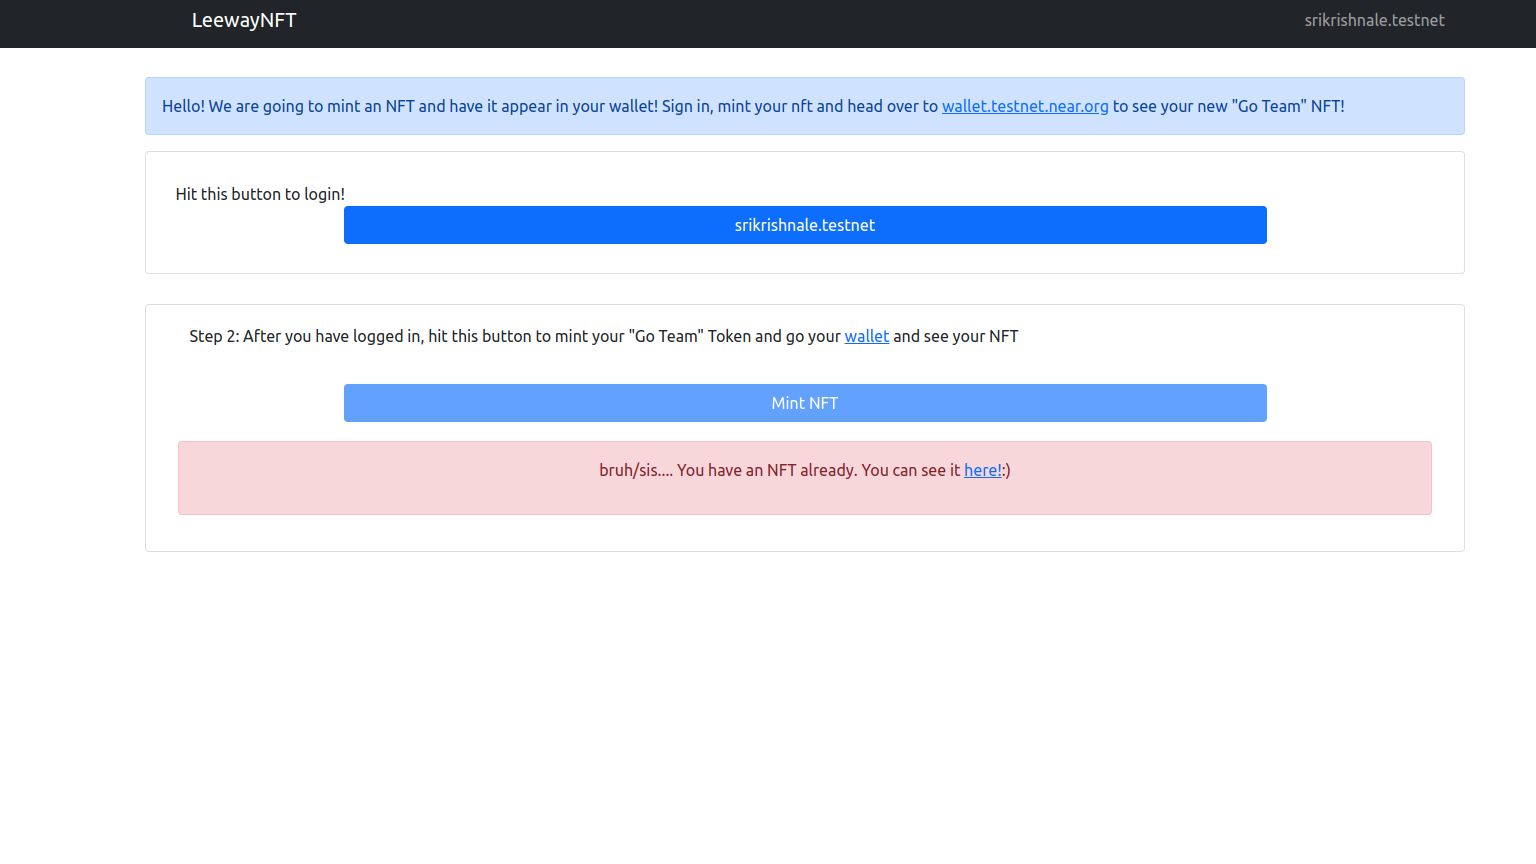 LeewayNFT
srikrishnale.testnet
Hello! We are going to mint an NFT and have it appear in your wallet! Sign in, mint your nft and head over to wallet.testnet.near.org to see your new "Go Team" NFT!
Hit this button to login!
srikrishnale.testnet
Step 2: After you have logged in, hit this button to mint your "Go Team" Token and go your wallet and see your NFT
Mint NFT
bruh/sis.... You have an NFT already. You can see it here!:)